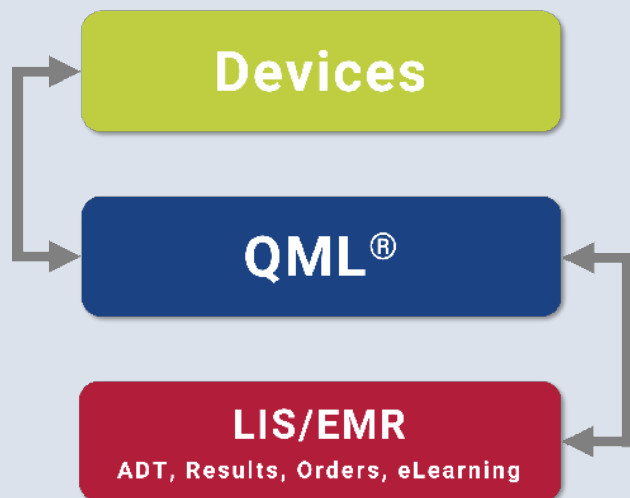 Devices
QML®
LIS/EMR
ADT, Results, Orders, eLearning